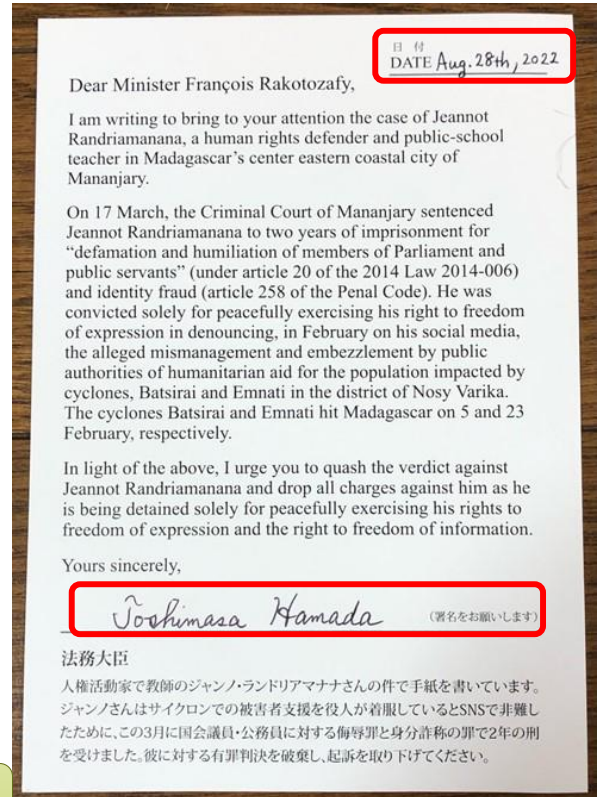 日 付
DATE Aug. 28th, 2022
Dear Minister François Rakotozafy,
I am writing to bring to your attention the case of Jeannot
Randriamanana, a human rights defender and public-school
teacher in Madagascar's center eastern coastal city of
Mananjary.
On 17 March, the Criminal Court of Mananjary sentenced
Jeannot Randriamanana to two years of imprisonment for
“defamation and humiliation of members of Parliament and
public servants” (under article 20 of the 2014 Law 2014-006)
and identity fraud (article 258 of the Penal Code). He was
convicted solely for peacefully exercising his right to freedom
of expression in denouncing, in February on his social media,
the alleged mismanagement and embezzlement by public
authorities of humanitarian aid for the population impacted by
cyclones, Batsirai and Emnati in the district of Nosy Varika.
The cyclones Batsirai and Emnati hit Madagascar on 5 and 23
February, respectively.
In light of the above, I urge you to quash the verdict against
Jeannot Randriamanana and drop all charges against him as he
is being detained solely for peacefully exercising his rights to
freedom of expression and the right to freedom of information.
Yours sincerely,
Toshimasa Hamada (署名をお願いします)
法務大臣
人権活動家で教師のジャンノ・ランドリアマナナさんの件で手紙を書いています。
ジャンノさんはサイクロンでの被害者支援を役人が着服しているとSNSで非難し
たために、この3月に国会議員・公務員に対する侮辱罪と身分詐称の罪で2年の刑
を受けました。彼に対する有罪判決を破棄し、起訴を取り下げてください。